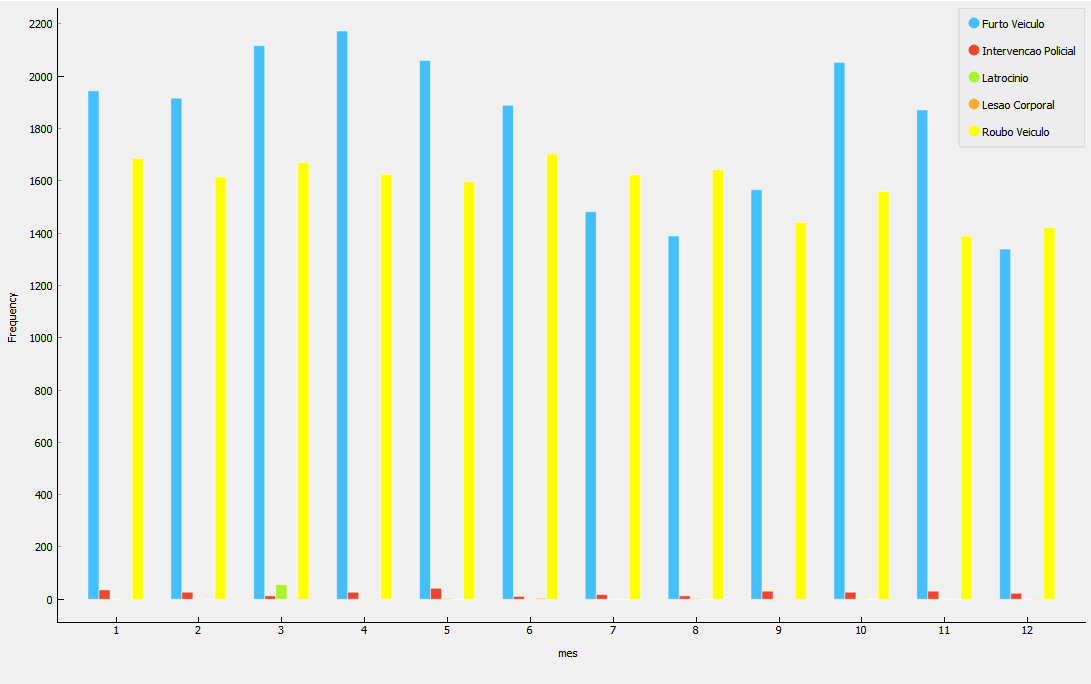 2200
2000
1800
1600
1400
1200
1000
800
600
400
200
0
Frequency
1 2 3 4 5 6 7 8 9 10 11 12
mes
Furto Veiculo
Intervencao Policial
Latrocinio
Lesao Corporal
Roubo Veiculo